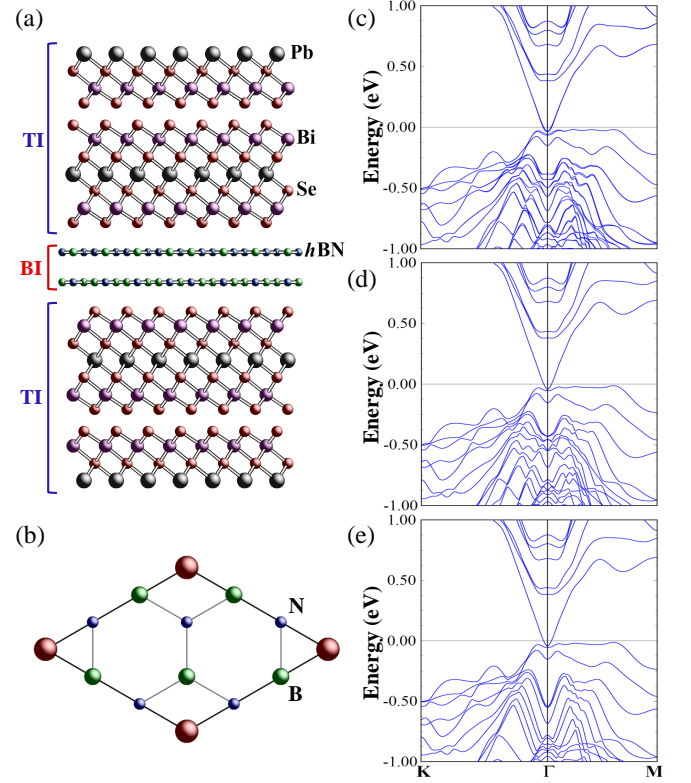 (a)
Pb
TI
Bi
Se
hBN
BI
TI
(b)
N
B
(c)
1.00
0.50
0.00
-0.50
-1.00
Energy (eV)
(d)
1.00
0.50
0.00
-0.50
-1.00
Energy (eV)
(e)
1.00
0.50
0.00
-0.50
-1.00
Energy (eV)
K Γ M